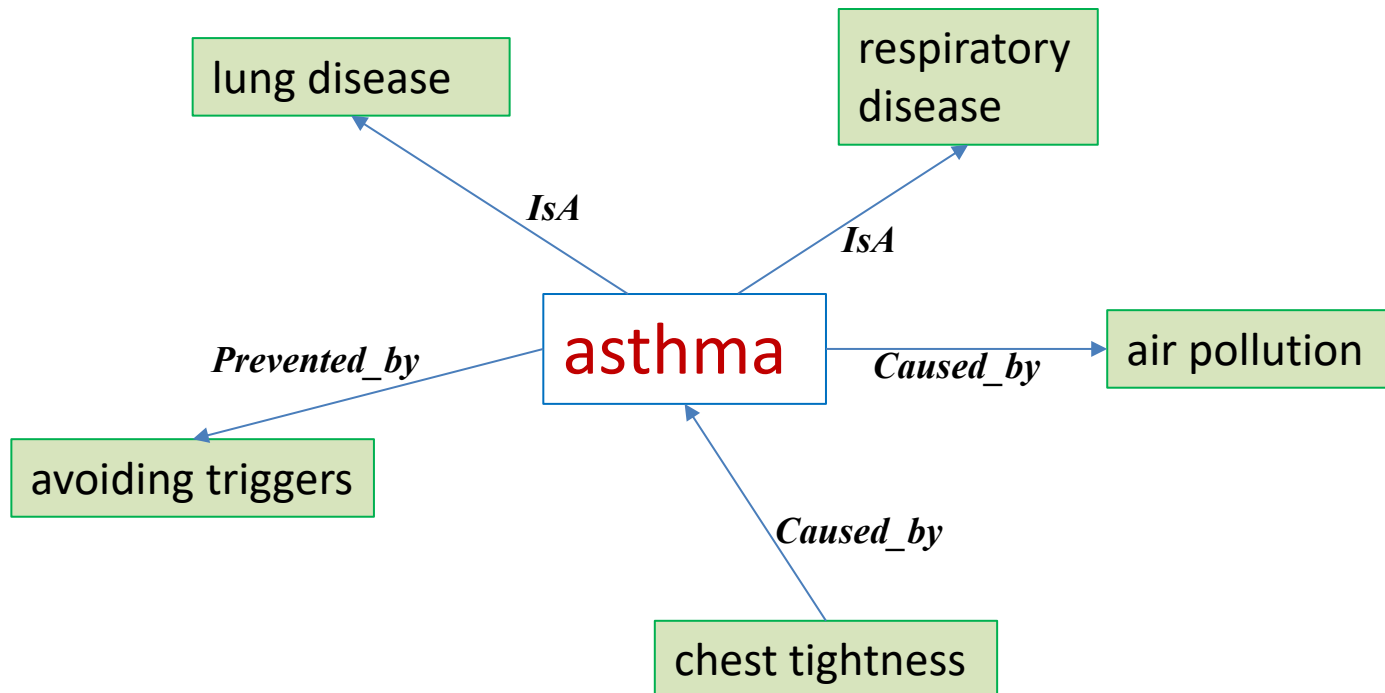 lung disease
respiratory
disease
IsA
IsA
asthma
Prevented_by
Caused_by
air pollution
avoiding triggers
Caused_by
chest tightness